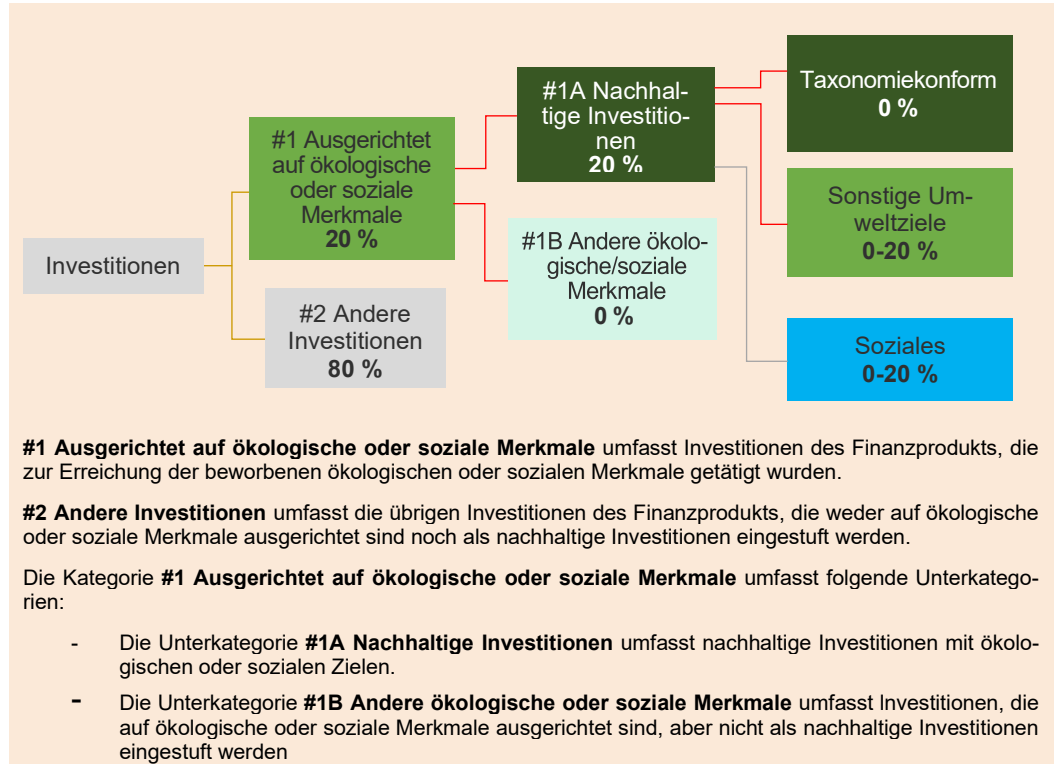 Investitionen
#1 Ausgerichtet
auf ökologische
oder soziale
Merkmale
20 %
#2 Andere
Investitionen
80 %
#1A Nachhal-
tige Investitio-
nen
20 %
#1B Andere ökolo-
gische/soziale
Merkmale
0 %
Taxonomiekonform
0 %
Sonstige Um-
weltziele
0-20 %
Soziales
0-20 %
#1 Ausgerichtet auf ökologische oder soziale Merkmale umfasst Investitionen des Finanzprodukts, die
zur Erreichung der beworbenen ökologischen oder sozialen Merkmale getätigt wurden.
#2 Andere Investitionen umfasst die übrigen Investitionen des Finanzprodukts, die weder auf ökologische
oder soziale Merkmale ausgerichtet sind noch als nachhaltige Investitionen eingestuft werden.
Die Kategorie #1 Ausgerichtet auf ökologische oder soziale Merkmale umfasst folgende Unterkatego-
rien:
- Die Unterkategorie #1A Nachhaltige Investitionen umfasst nachhaltige Investitionen mit ökolo-
gischen oder sozialen Zielen.
- Die Unterkategorie #1B Andere ökologische oder soziale Merkmale umfasst Investitionen, die
auf ökologische oder soziale Merkmale ausgerichtet sind, aber nicht als nachhaltige Investitionen
eingestuft werden